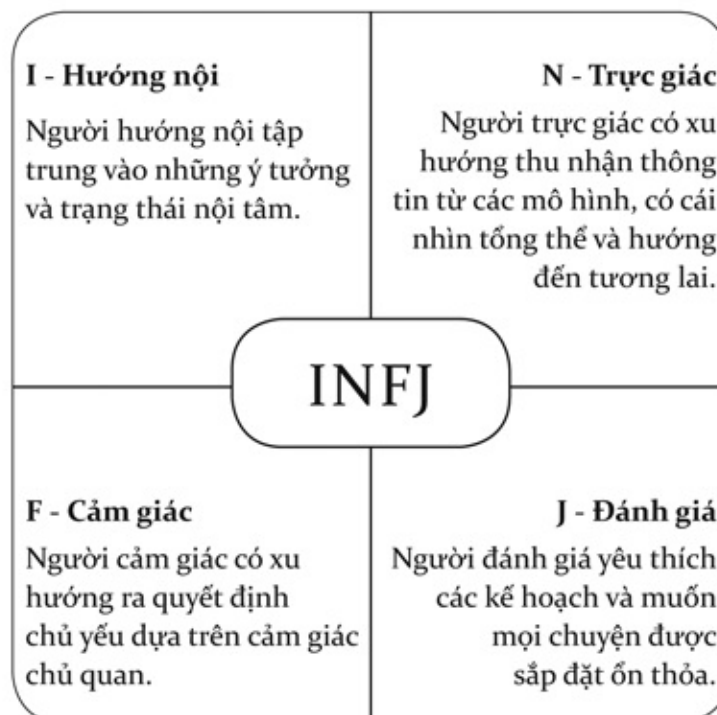 I - Hướng nội
Người hướng nội tập
trung vào những ý tưởng
và trạng thái nội tâm.
N - Trực giác
Người trực giác có xu
hướng thu nhận thông
tin từ các mô hình, có cái
nhìn tổng thể và hướng
đến tương lai.
INFJ
F - Cảm giác
Người cảm giác có xu
hướng ra quyết định
chủ yếu dựa trên cảm giác
chủ quan.
J - Đánh giá
Người đánh giá yêu thích
các kế hoạch và muốn
mọi chuyện được
sắp đặt ổn thỏa.